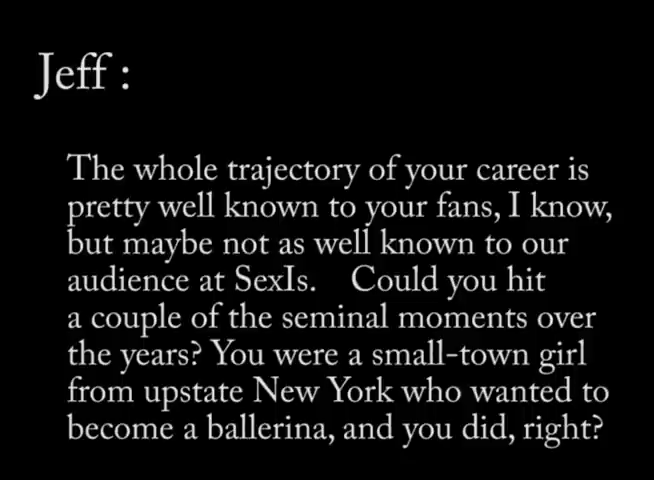 Jeff :
The whole trajectory of your career is
pretty well known to your fans, I know,
but maybe not as well known to our
audience at SexIs. Could you hit
a couple of the seminal moments over
the years? You were a small-town girl
from upstate New York who wanted to
become a ballerina, and you did, right?